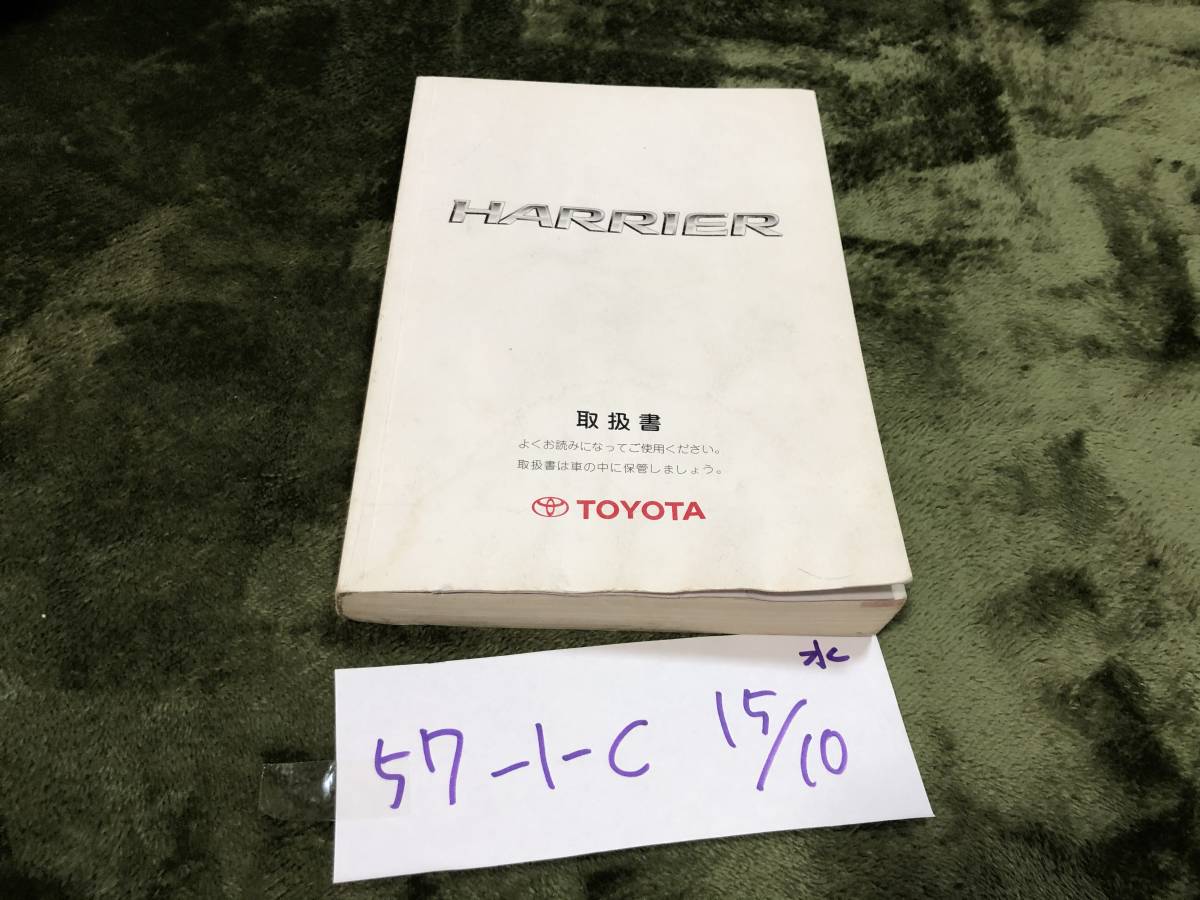 HARRIER
取扱書
よくお読みになってご使用ください。
取扱書は車の中に保管しましょう。
TOYOTA
水
57-1-C 15/10